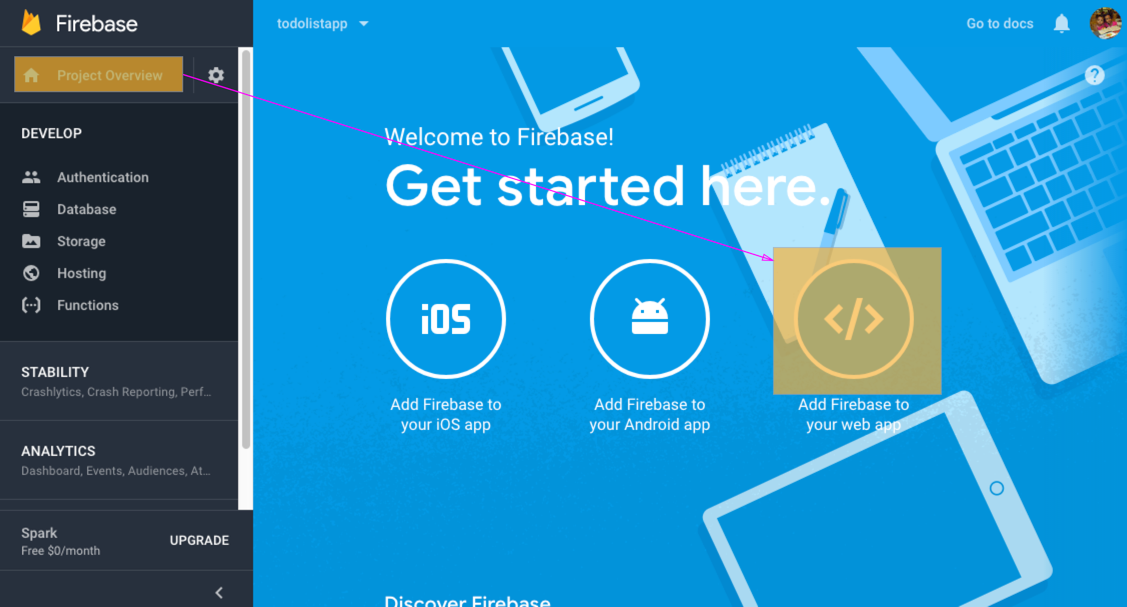 Firebase
todolistapp
Go to docs
Project Overview
DEVELOP
Authentication
Database
Storage
Hosting
Functions
STABILITY
Crashlytics, Crash Reporting, Perf...
ANALYTICS
Dashboard, Events, Audiences, At...
Spark
Free $0/month
UPGRADE
Welcome to Firebase!
Get started here.
iOS
</>
Add Firebase to
your iOS app
Add Firebase to
your Android app
Add Firebase to
your web app
Discover Firebase